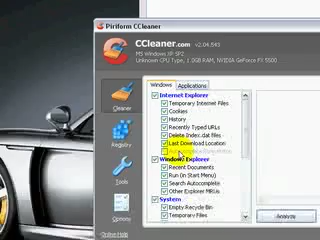 Piriform CCleaner
CCleaner.com v2.04.543
MS Windows XP SP2
Unknown CPU Type, 1.0GB RAM, NVIDIA GeForce FX 5500
Windows Applications
Internet Explorer
Temporary Internet Files
Cookies
History
Recently Typed URLs
Delete Index.dat files
Last Download Location
Windows Explorer
Recent Documents
Run (in Start Menu)
Search Autocomplete
Other Explorer MRUs
System
Empty Recycle Bin
Temporary Files
Cleaner
Registry
Tools
Options
Online Help
Analyze